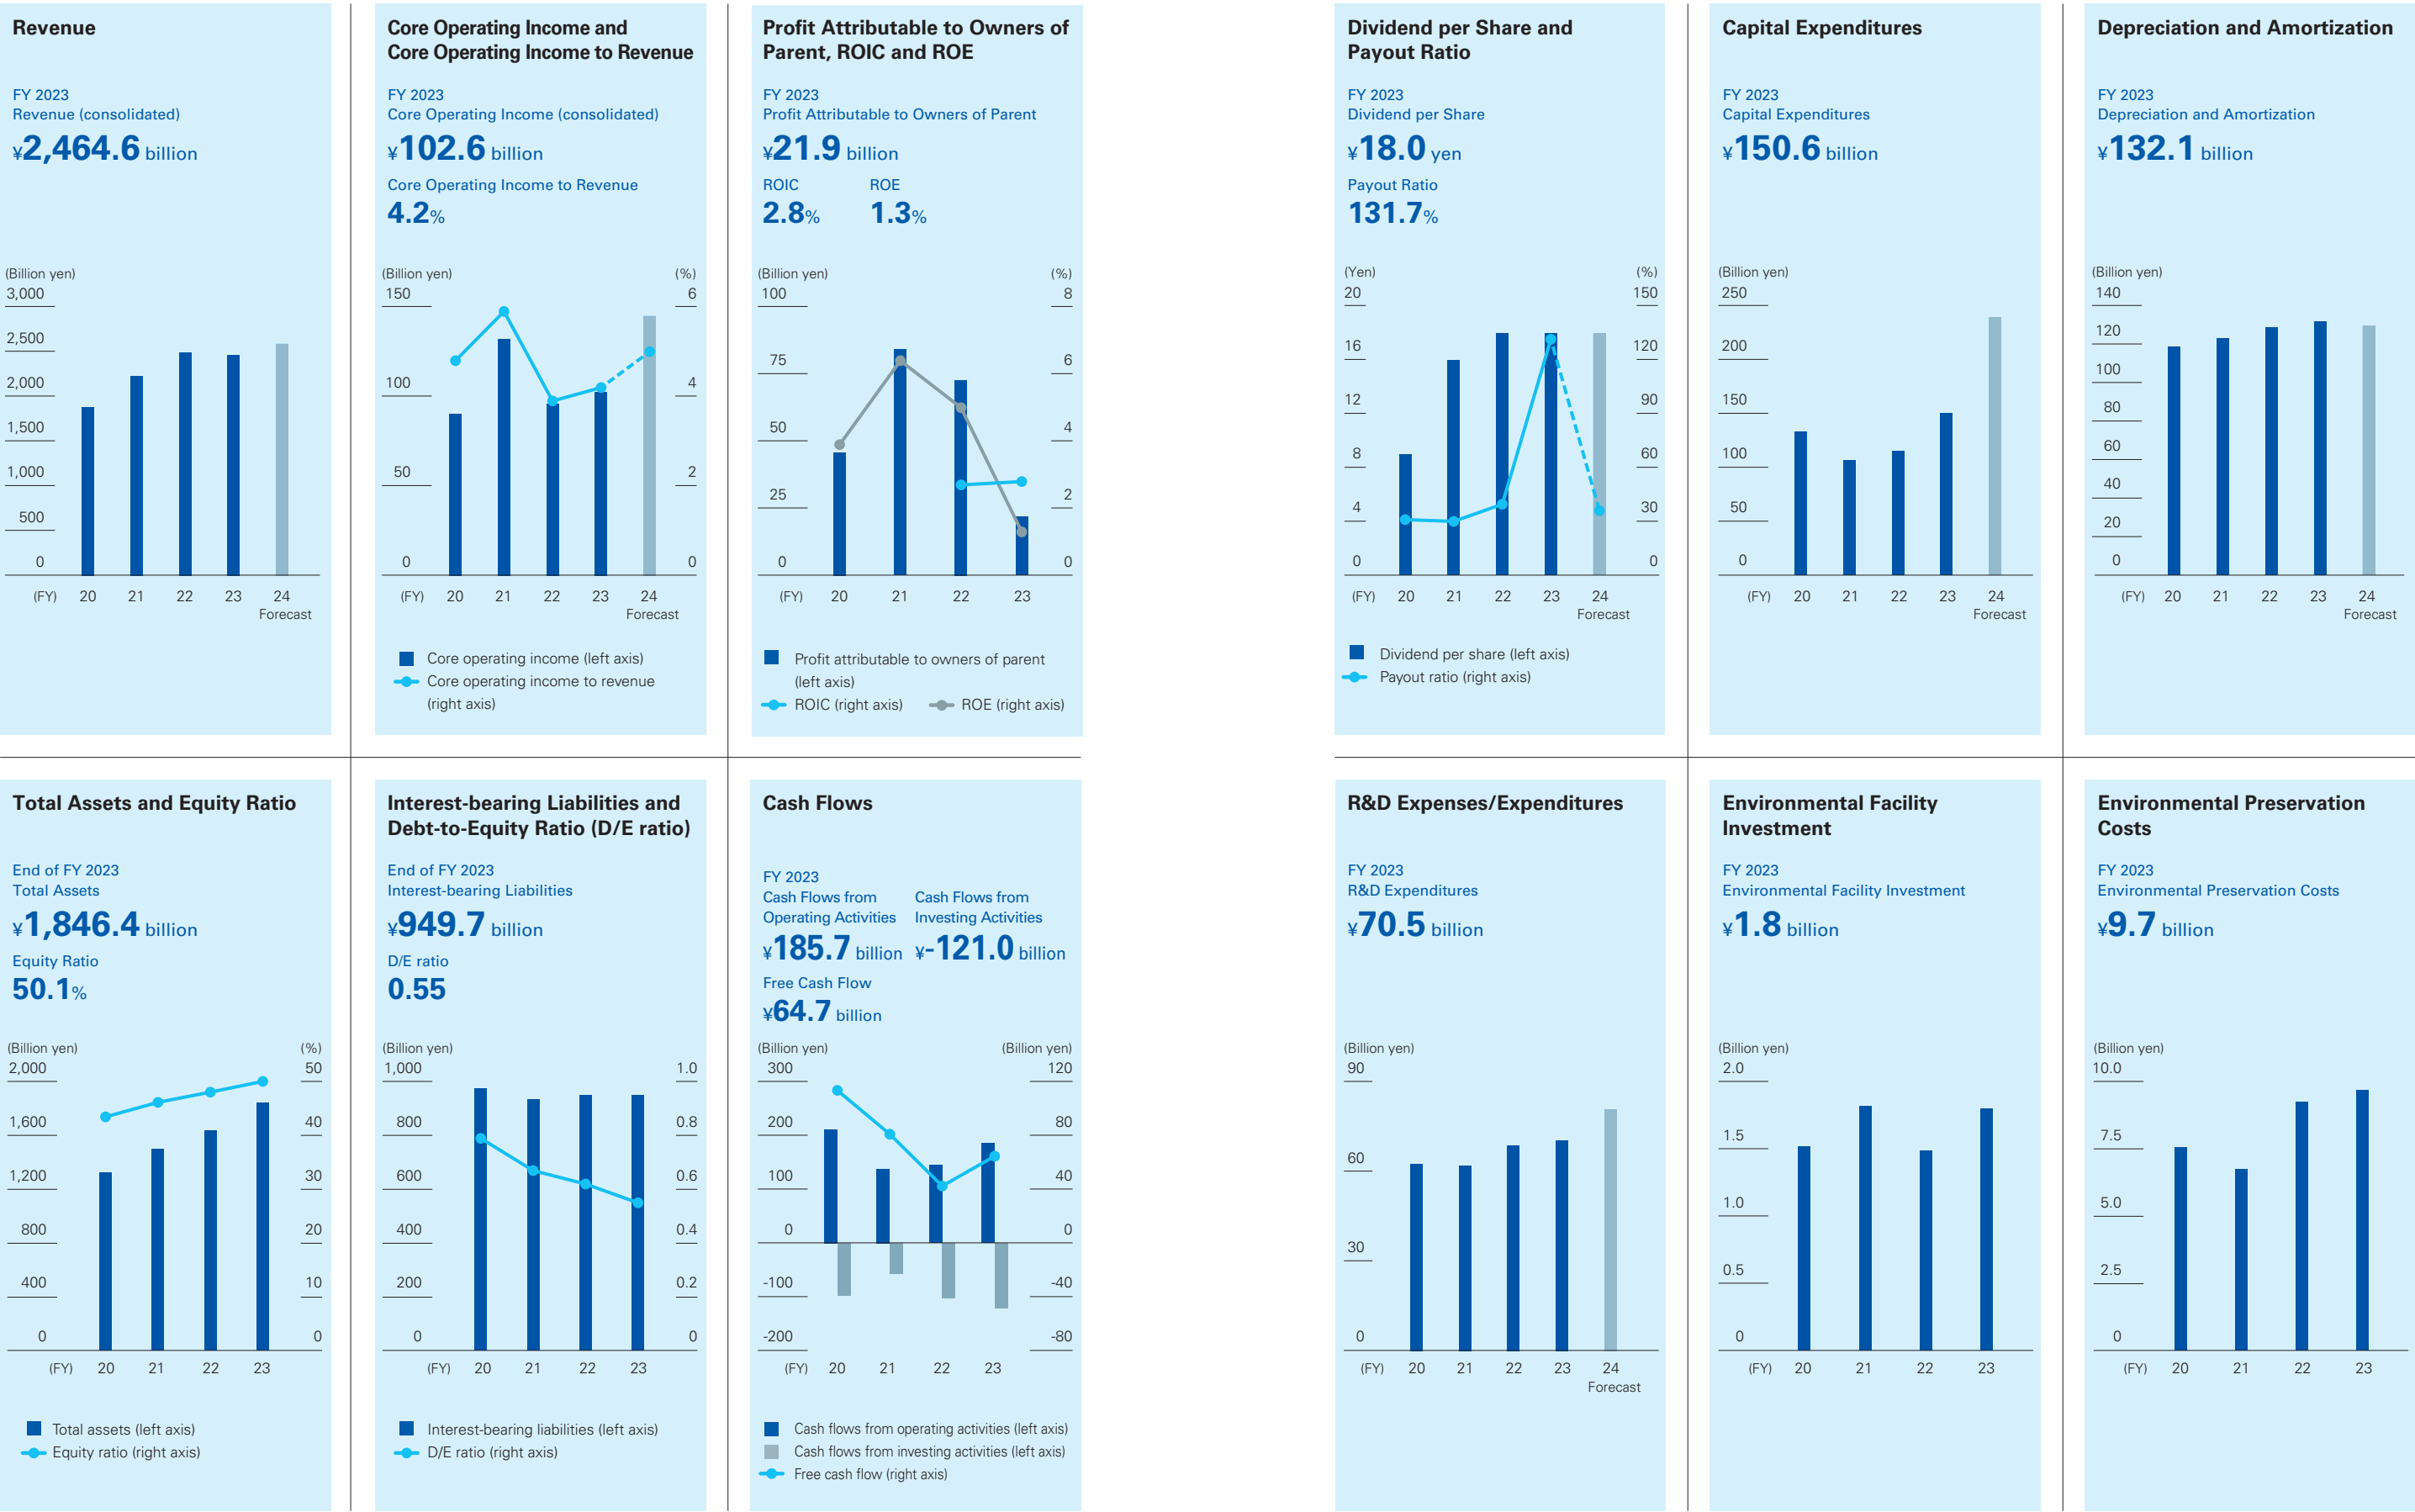 Revenue
FY 2023
Revenue (consolidated)
¥2,464.6 billion
(Billion yen)
3,000
2,500
2,000
1,500
1,000
500
0
(FY) 20 21 22 23 24
Forecast
Core Operating Income and
Core Operating Income to Revenue
FY 2023
Core Operating Income (consolidated)
¥102.6 billion
Core Operating Income to Revenue
4.2%
(Billion yen) (%)
150 6
100 4
50 2
0 0
(FY) 20 21 22 23 24
Forecast
Core operating income (left axis)
Core operating income to revenue
(right axis)
Profit Attributable to Owners of
Parent, ROIC and ROE
FY 2023
Profit Attributable to Owners of Parent
¥21.9 billion
ROIC ROE
2.8% 1.3%
(Billion yen) (%)
100 8
75 6
50 4
25 2
0 0
(FY) 20 21 22 23
Profit attributable to owners of parent
(left axis)
ROIC (right axis) ROE (right axis)
Dividend per Share and
Payout Ratio
FY 2023
Dividend per Share
¥18.0 yen
Payout Ratio
131.7%
(Yen) (%)
20 150
16 120
12 90
8 60
4 30
0 0
(FY) 20 21 22 23 24
Forecast
Dividend per share (left axis)
Payout ratio (right axis)
Capital Expenditures
FY 2023
Capital Expenditures
¥150.6 billion
(Billion yen)
250
200
150
100
50
0
(FY) 20 21 22 23 24
Forecast
Depreciation and Amortization
FY 2023
Depreciation and Amortization
¥132.1 billion
(Billion yen)
140
120
100
80
60
40
20
0
(FY) 20 21 22 23 24
Forecast
Total Assets and Equity Ratio
End of FY 2023
Total Assets
¥1,846.4 billion
Equity Ratio
50.1%
(Billion yen) (%)
2,000 50
1,600 40
1,200 30
800 20
400 10
0 0
(FY) 20 21 22 23
Total assets (left axis)
Equity ratio (right axis)
Interest-bearing Liabilities and
Debt-to-Equity Ratio (D/E ratio)
End of FY 2023
Interest-bearing Liabilities
¥949.7 billion
D/E ratio
0.55
(Billion yen)
1,000 1.0
800 0.8
600 0.6
400 0.4
200 0.2
0 0
(FY) 20 21 22 23
Interest-bearing liabilities (left axis)
D/E ratio (right axis)
Cash Flows
FY 2023
Cash Flows from Cash Flows from
Operating Activities Investing Activities
¥185.7 billion ¥-121.0 billion
Free Cash Flow
¥64.7 billion
(Billion yen) (Billion yen)
300 120
200 80
100 40
0 0
-100 -40
-200 -80
(FY) 20 21 22 23
Cash flows from operating activities (left axis)
Cash flows from investing activities (left axis)
Free cash flow (right axis)
R&D Expenses/Expenditures
FY 2023
R&D Expenditures
¥70.5 billion
(Billion yen)
90
60
30
0
(FY) 20 21 22 23 24
Forecast
Environmental Facility
Investment
FY 2023
Environmental Facility Investment
¥1.8 billion
(Billion yen)
2.0
1.5
1.0
0.5
0
(FY) 20 21 22 23
Environmental Preservation
Costs
FY 2023
Environmental Preservation Costs
¥9.7 billion
(Billion yen)
10.0
7.5
5.0
2.5
0
(FY) 20 21 22 23